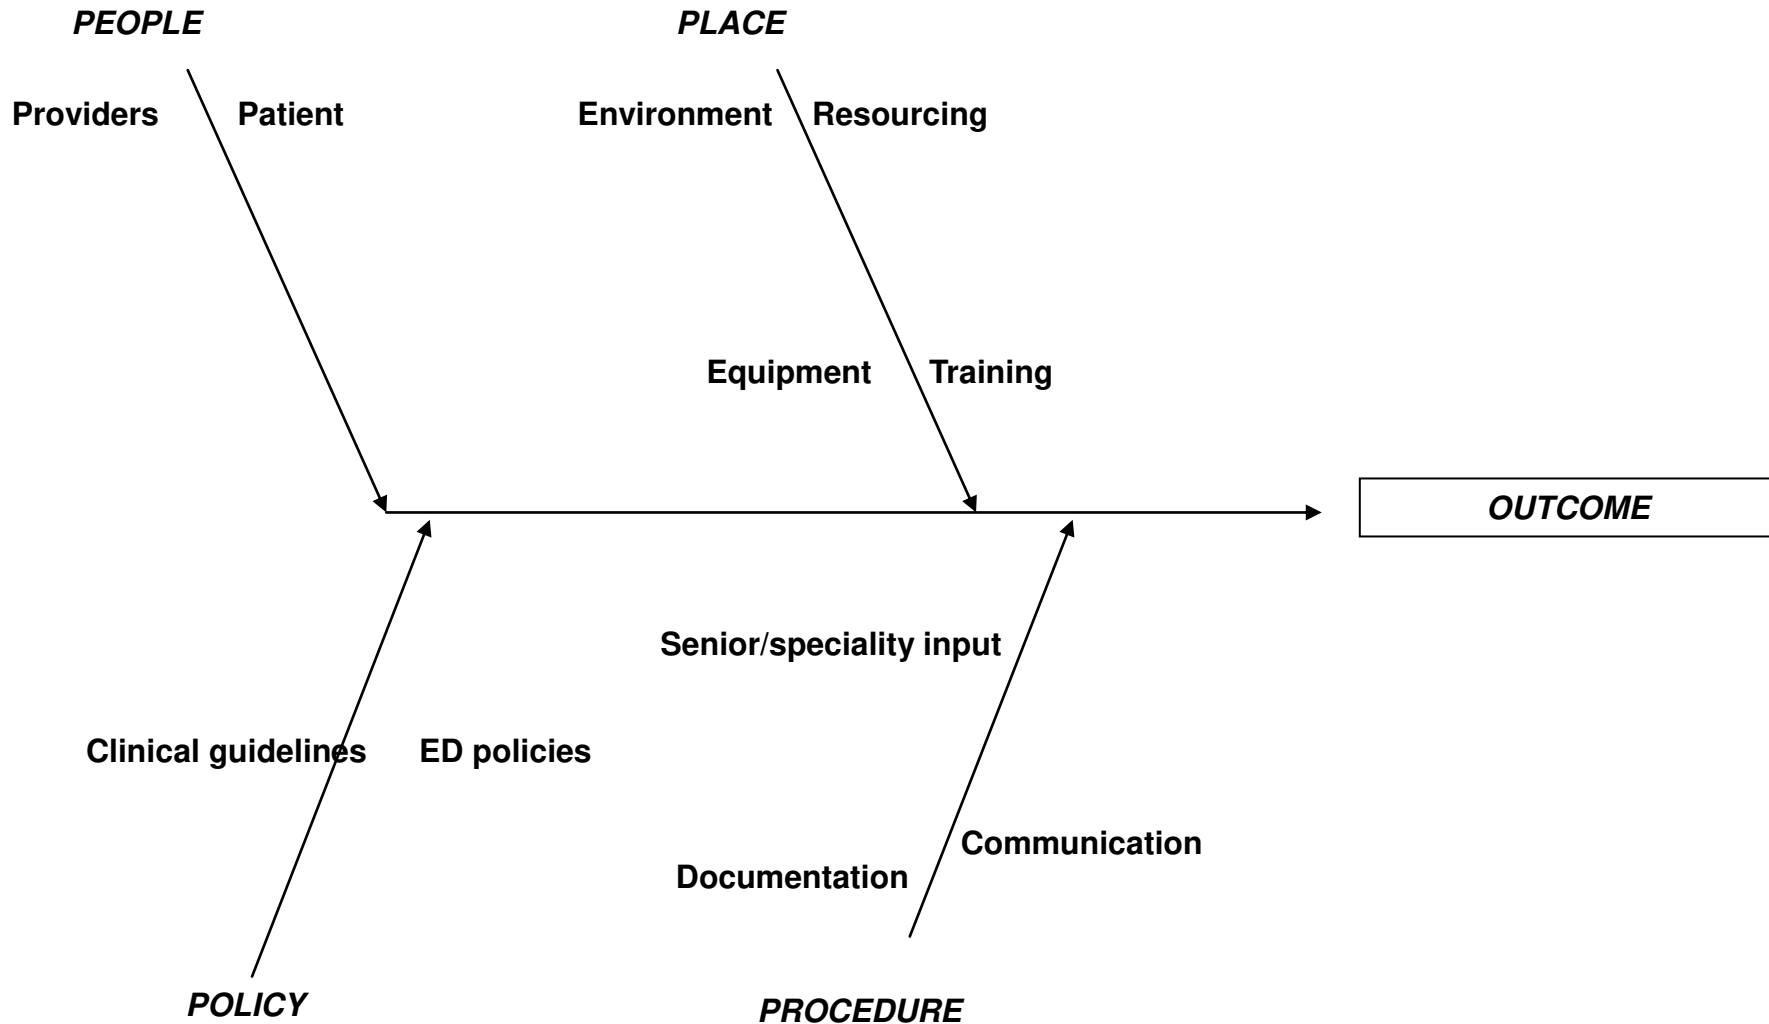 PEOPLE
PLACE
Providers
Patient
Environment
Resourcing
Equipment
Training
OUTCOME
Senior/speciality input
Clinical guidelines
ED policies
Communication
Documentation
POLICY
PROCEDURE